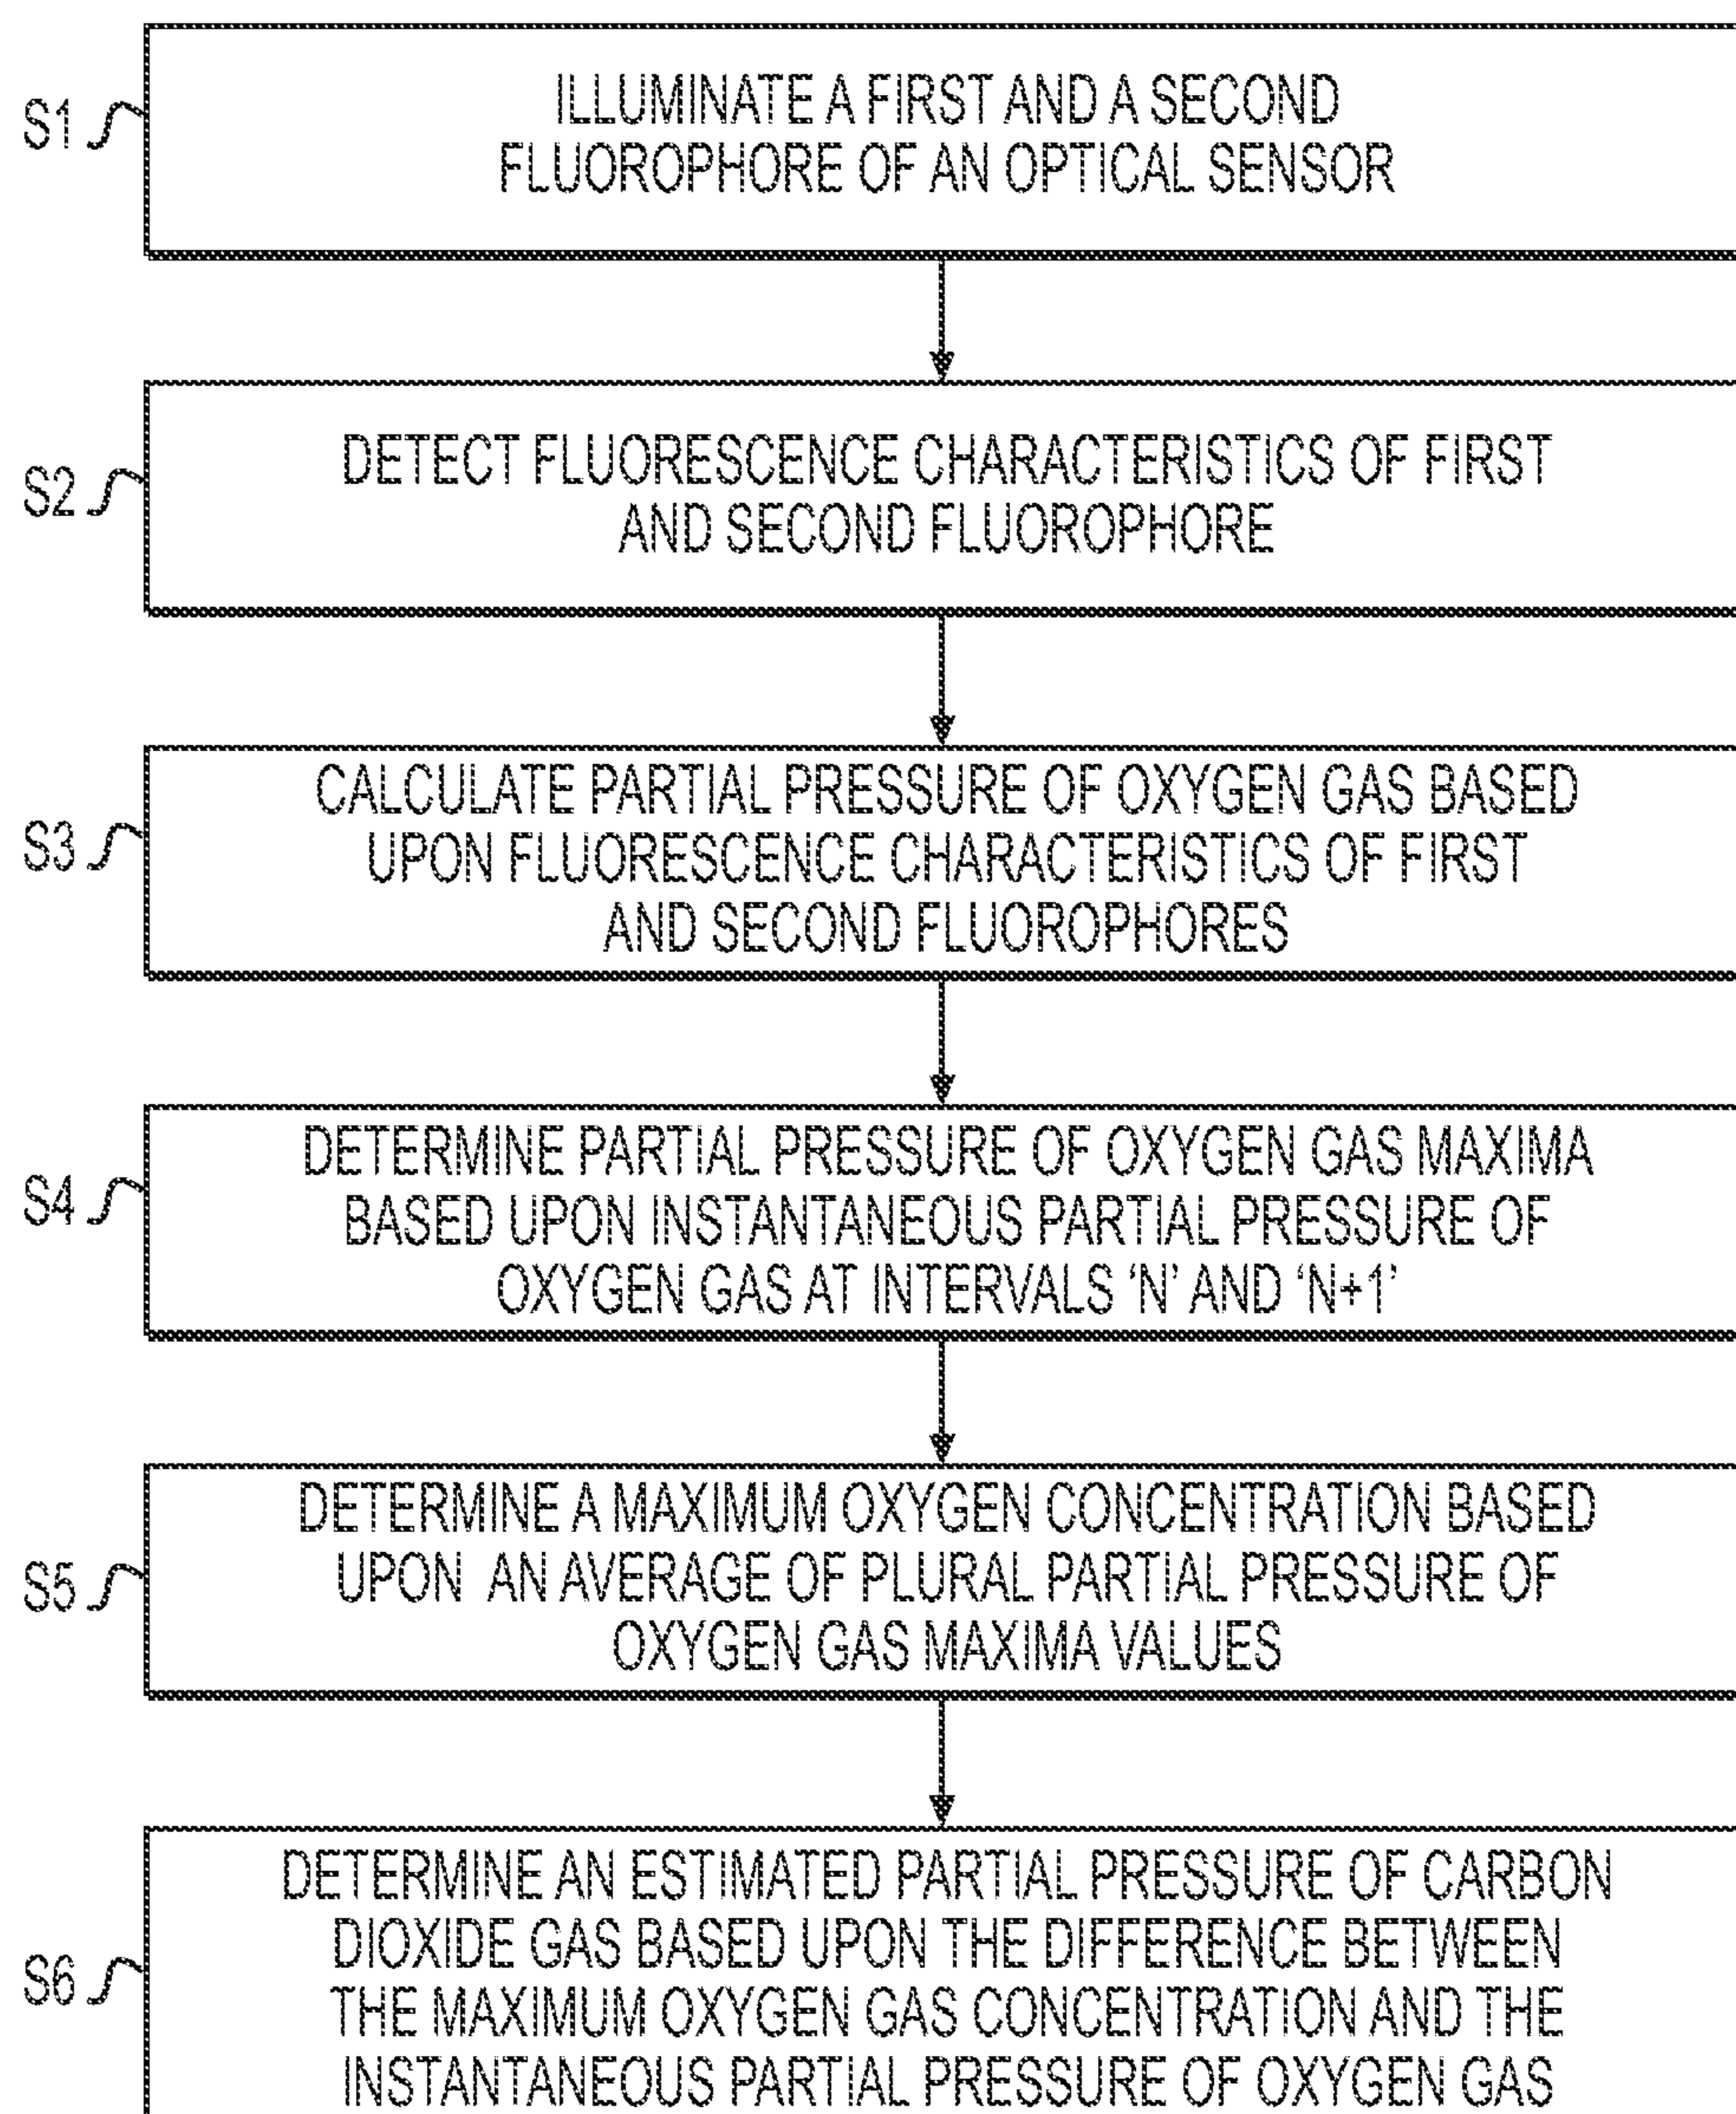 S1
ILLUMINATE A FIRST AND A SECOND
FLUOROPHORE OF AN OPTICAL SENSOR
S2
DETECT FLUORESCENCE CHARACTERISTICS OF FIRST
AND SECOND FLUOROPHORE
S3
CALCULATE PARTIAL PRESSURE OF OXYGEN GAS BASED
UPON FLUORESCENCE CHARACTERISTICS OF FIRST
AND SECOND FLUOROPHORES
S4
DETERMINE PARTIAL PRESSURE OF OXYGEN GAS MAXIMA
BASED UPON INSTANTANEOUS PARTIAL PRESSURE OF
OXYGEN GAS AT INTERVALS ‘N’ AND ‘N+1’
S5
DETERMINE A MAXIMUM OXYGEN CONCENTRATION BASED
UPON AN AVERAGE OF PLURAL PARTIAL PRESSURE OF
OXYGEN GAS MAXIMA VALUES
S6
DETERMINE AN ESTIMATED PARTIAL PRESSURE OF CARBON
DIOXIDE GAS BASED UPON THE DIFFERENCE BETWEEN
THE MAXIMUM OXYGEN GAS CONCENTRATION AND THE
INSTANTANEOUS PARTIAL PRESSURE OF OXYGEN GAS